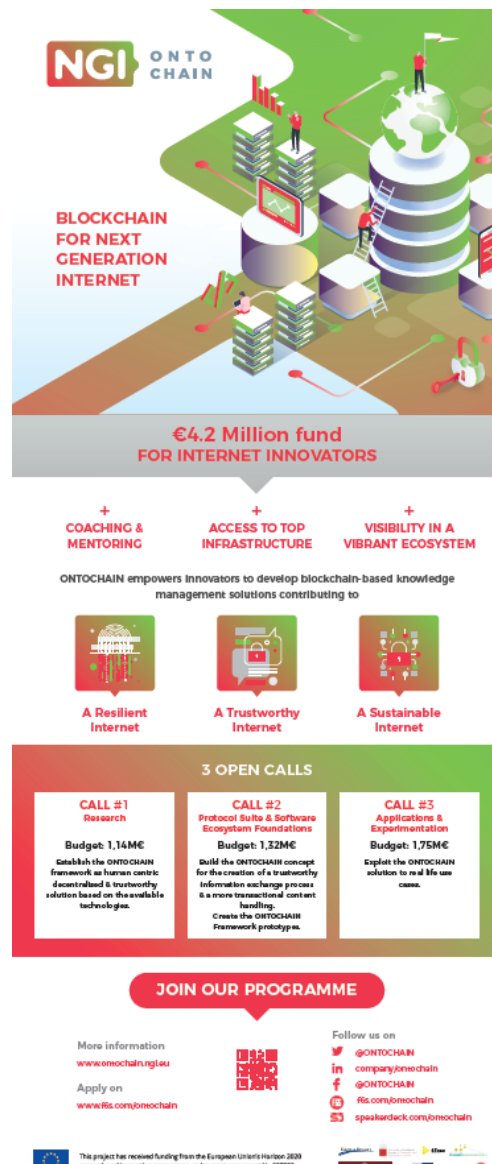 NGI ONTO
CHAIN
BLOCKCHAIN
FOR NEXT
GENERATION
INTERNET
€4.2 Million fund
FOR INTERNET INNOVATORS
+
COACHING &
MENTORING
+
ACCESS TO TOP
INFRASTRUCTURE
+
VISIBILITY IN A
VIBRANT ECOSYSTEM
ONTOCHAIN empowers innovators to develop blockchain-based knowledge
management solutions contributing to
A Resilient
Internet
A Trustworthy
Internet
A Sustainable
Internet
3 OPEN CALLS
CALL #1
Research
Budget: 1,14M€
Establish the ONTOCHAIN
framework as human centric
decentralised & trustworthy
solution based on the available
technologies.
CALL #2
Protocol Suite & Software
Ecosystem Foundations
Budget: 1,32M€
Build the ONTOCHAIN concept
for the creation of a trustworthy
information exchange process
& a more transactional content
handling.
Create the ONTOCHAIN
Framework prototypes.
CALL #3
Applications &
Experimentation
Budget: 1,75M€
Exploit the ONTOCHAIN
solution to real life use
cases.
JOIN OUR PROGRAMME
More information
www.ontochain.ngi.eu
Apply on
www.f6s.com/ontochain
Follow us on
@ONTOCHAIN
company/ontochain
@ONTOCHAIN
f6s.com/ontochain
speakerdeck.com/ontochain
This project has received funding from the European Union's Horizon 2020